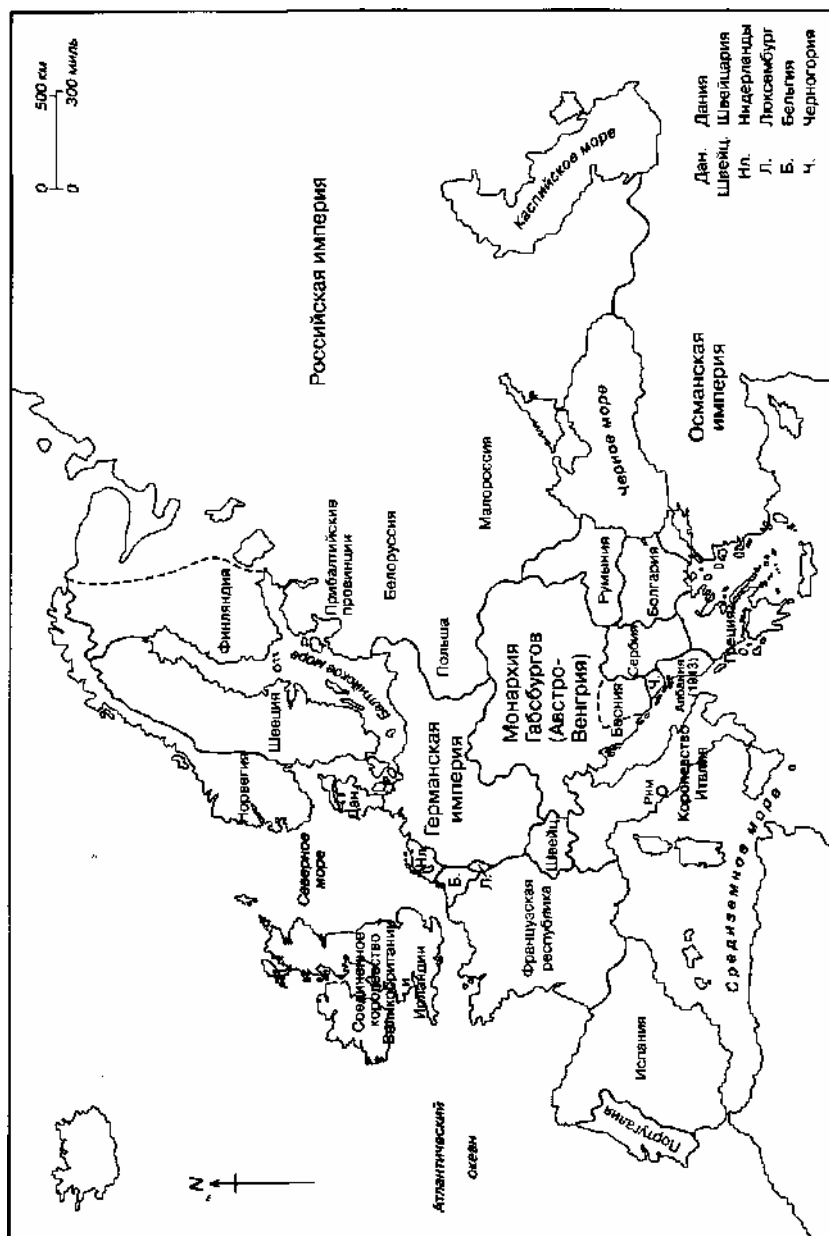 500 км
300 миль
0
0
N
Российская империя
Финляндия
Прибалтийские
провинции
Белоруссия
Малороссия
Польша
Швеция
Норвегия
Балтийское море
Северное
море
Дан.
Соединенное
королевство
Великобритании
и
Ирландии
Атлантический
океан
Нл.
Б.
Л.
Германская
империя
Монархия
Габсбургов
(Австро-
Венгрия)
Швейц.
Французская
республика
Испания
Португалия
Румыния
Болгария
Сербия
Босния
Ч.
Албания
(1913)
Греция
Рим
Королевство
Италия
Средиземное море
Черное море
Каспийское море
Османская
империя
Дан. Дания
Швейц. Швейцария
Нл. Нидерланды
Л. Люксембург
Б. Бельгия
Ч. Черногория